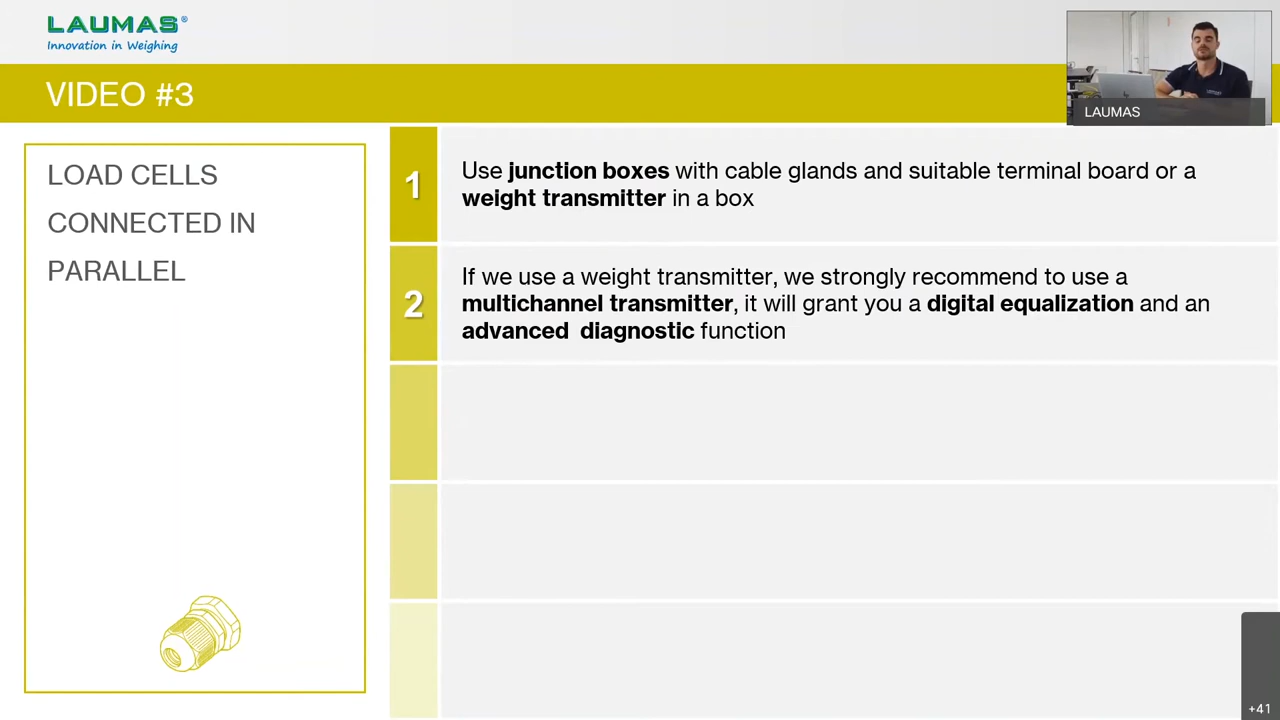 LAUMAS®
Innovation in Weighing
VIDEO #3
LAUMAS
LOAD CELLS
CONNECTED IN
PARALLEL
1
Use junction boxes with cable glands and suitable terminal board or a
weight transmitter in a box
2
If we use a weight transmitter, we strongly recommend to use a
multichannel transmitter, it will grant you a digital equalization and an
advanced diagnostic function
+41